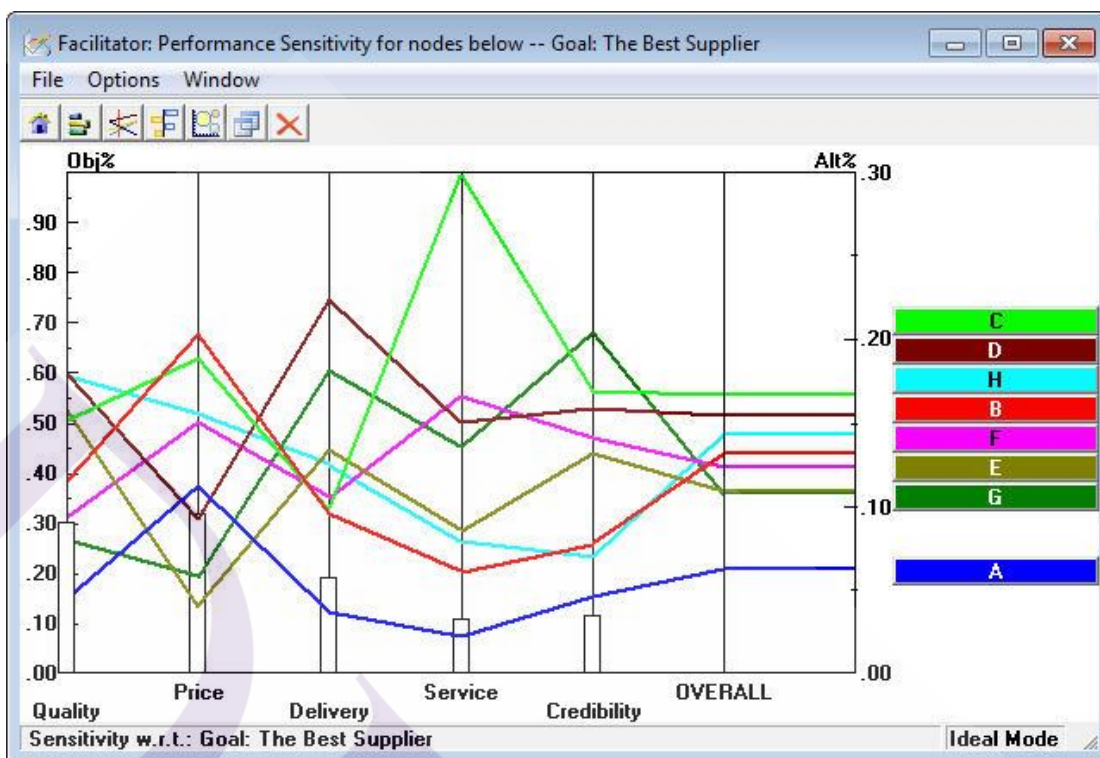 Facilitator: Performance Sensitivity for nodes below -- Goal: The Best Supplier
File Options Window
Obj%
Alt%
.90
.80
.70
.60
.50
.40
.30
.20
.10
.00
.30
.20
.10
.00
C
D
H
B
F
E
G
A
Price Service OVERALL
Quality Delivery Credibility
Sensitivity w.r.t.: Goal: The Best Supplier Ideal Mode